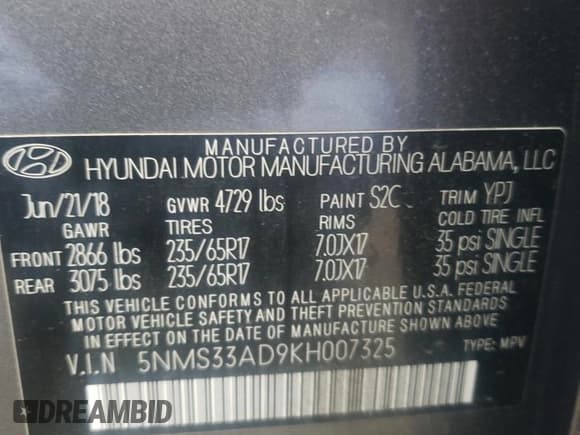 MANUFACTURED BY
HYUNDAI MOTOR MANUFACTURING ALABAMA, LLC
Jun/21/18 GVWR 4729 lbs PAINT S2C TRIM YPJ
GAWR TIRES RIMS COLD TIRE INFL
FRONT 2866 lbs 235/65R17 7.0JX17 35 psi SINGLE
REAR 3075 lbs 235/65R17 7.0JX17 35 psi SINGLE
THIS VEHICLE CONFORMS TO ALL APPLICABLE U.S.A. FEDERAL
MOTOR VEHICLE SAFETY AND THEFT PREVENTION STANDARDS
IN EFFECT ON THE DATE OF MANUFACTURE SHOWN ABOVE.
V.I.N 5NMS33AD9KH007325 TYPE: MPV
DREAMBID